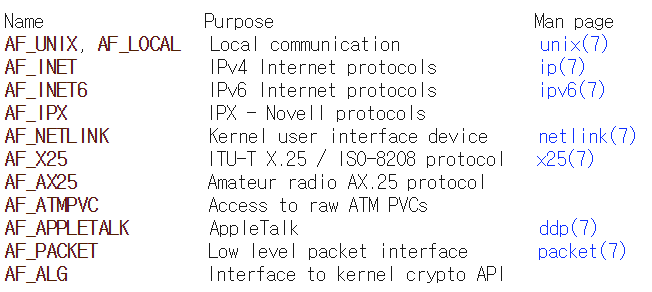 Name Purpose Man page
AF_UNIX, AF_LOCAL Local communication unix(7)
AF_INET IPv4 Internet protocols ip(7)
AF_INET6 IPv6 Internet protocols ipv6(7)
AF_IPX IPX - Novell protocols
AF_NETLINK Kernel user interface device netlink(7)
AF_X25 ITU-T X.25 / ISO-8208 protocol x25(7)
AF_AX25 Amateur radio AX.25 protocol
AF_ATMPVC Access to raw ATM PVCs
AF_APPLETALK AppleTalk ddp(7)
AF_PACKET Low level packet interface packet(7)
AF_ALG Interface to kernel crypto API